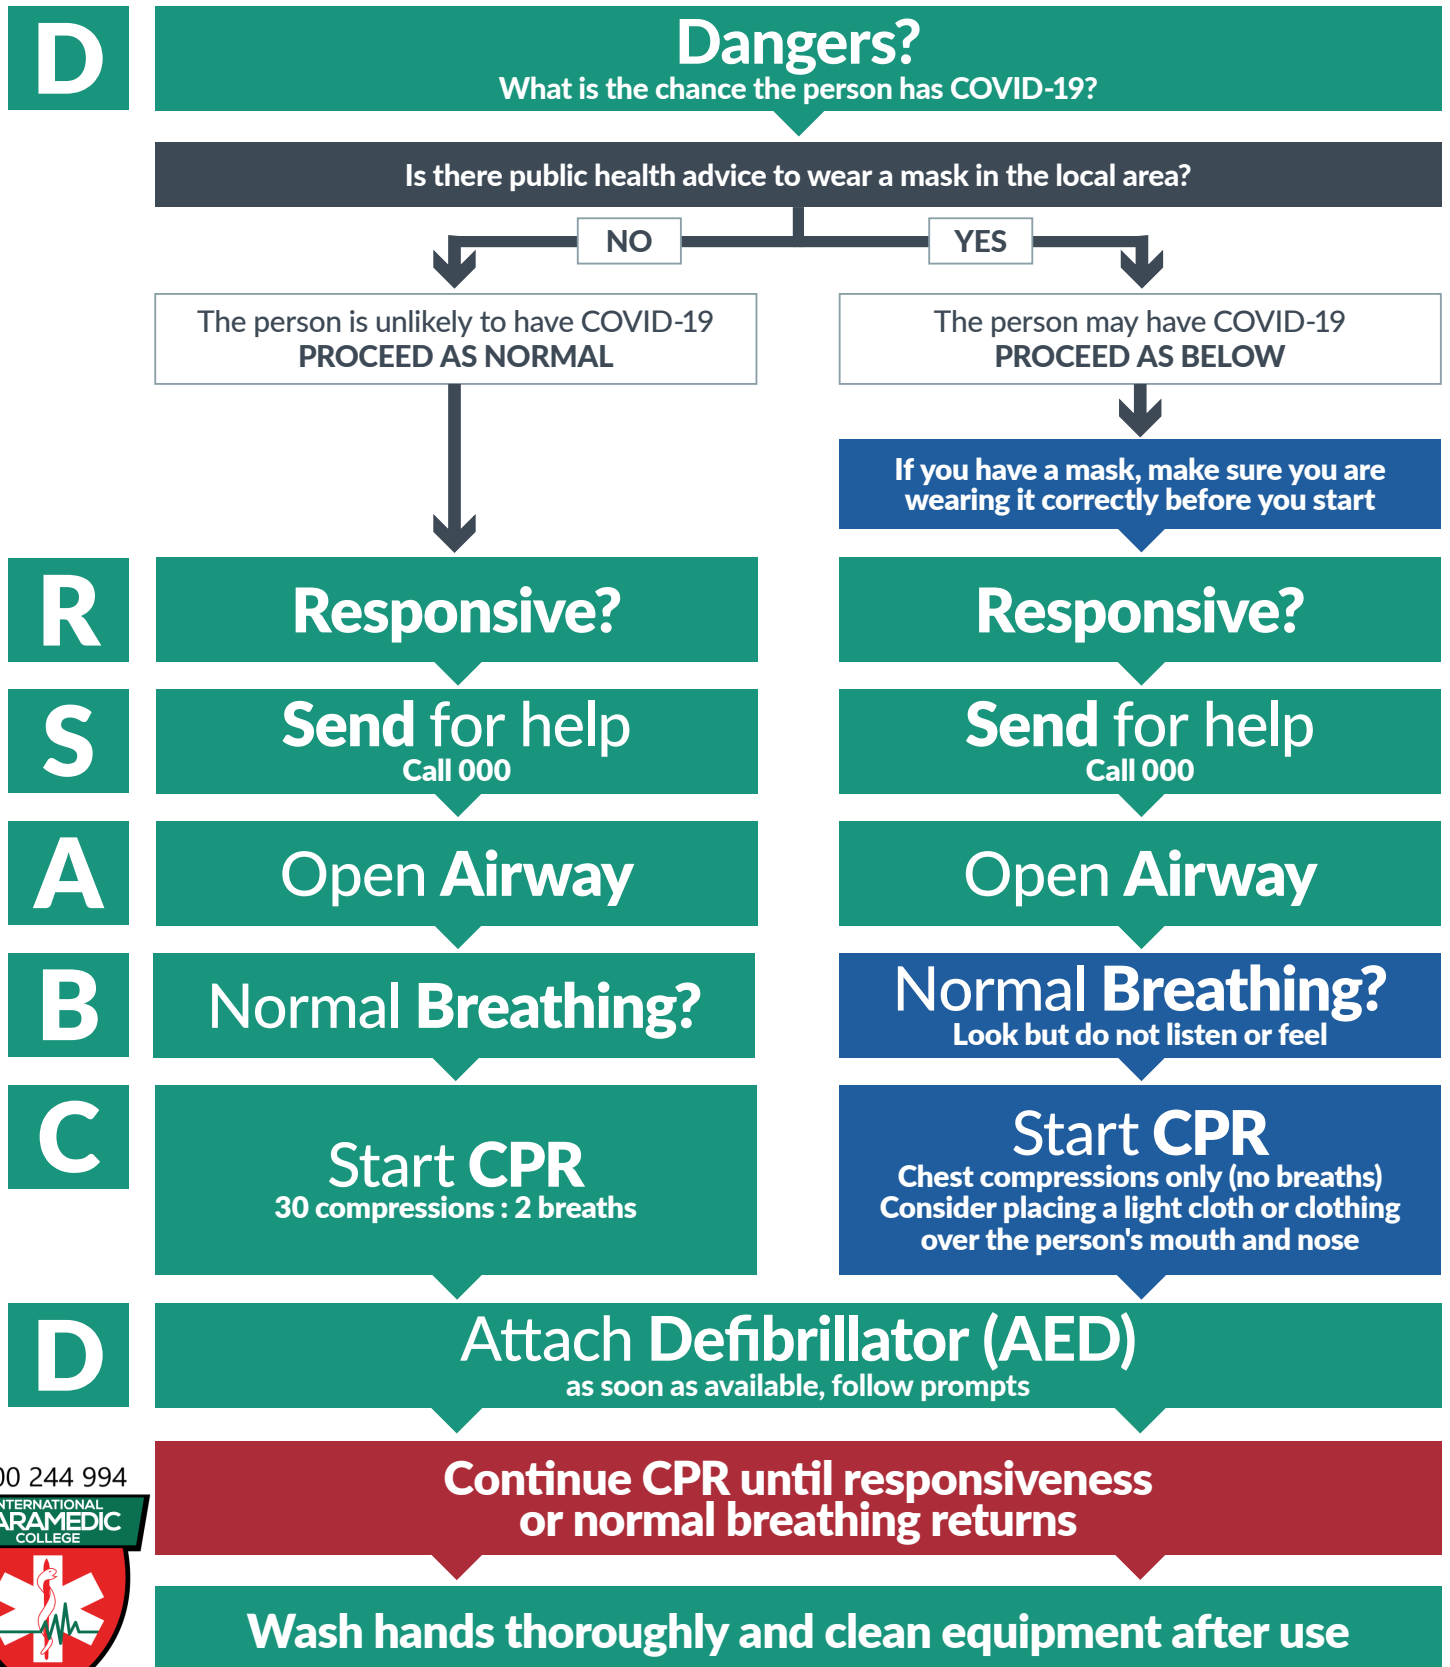 D
Dangers?
What is the chance the person has COVID-19?
Is there public health advice to wear a mask in the local area?
NO
YES
The person is unlikely to have COVID-19
PROCEED AS NORMAL
The person may have COVID-19
PROCEED AS BELOW
If you have a mask, make sure you are
wearing it correctly before you start
R
Responsive?
Responsive?
S
Send for help
Call 000
Send for help
Call 000
A
Open Airway
Open Airway
B
Normal Breathing?
Normal Breathing?
Look but do not listen or feel
C
Start CPR
30 compressions : 2 breaths
Start CPR
Chest compressions only (no breaths)
Consider placing a light cloth or clothing
over the person's mouth and nose
D
Attach Defibrillator (AED)
as soon as available, follow prompts
Continue CPR until responsiveness
or normal breathing returns
Wash hands thoroughly and clean equipment after use
00 244 994
NTERNATIONAL
ARAMEDIC
COLLEGE